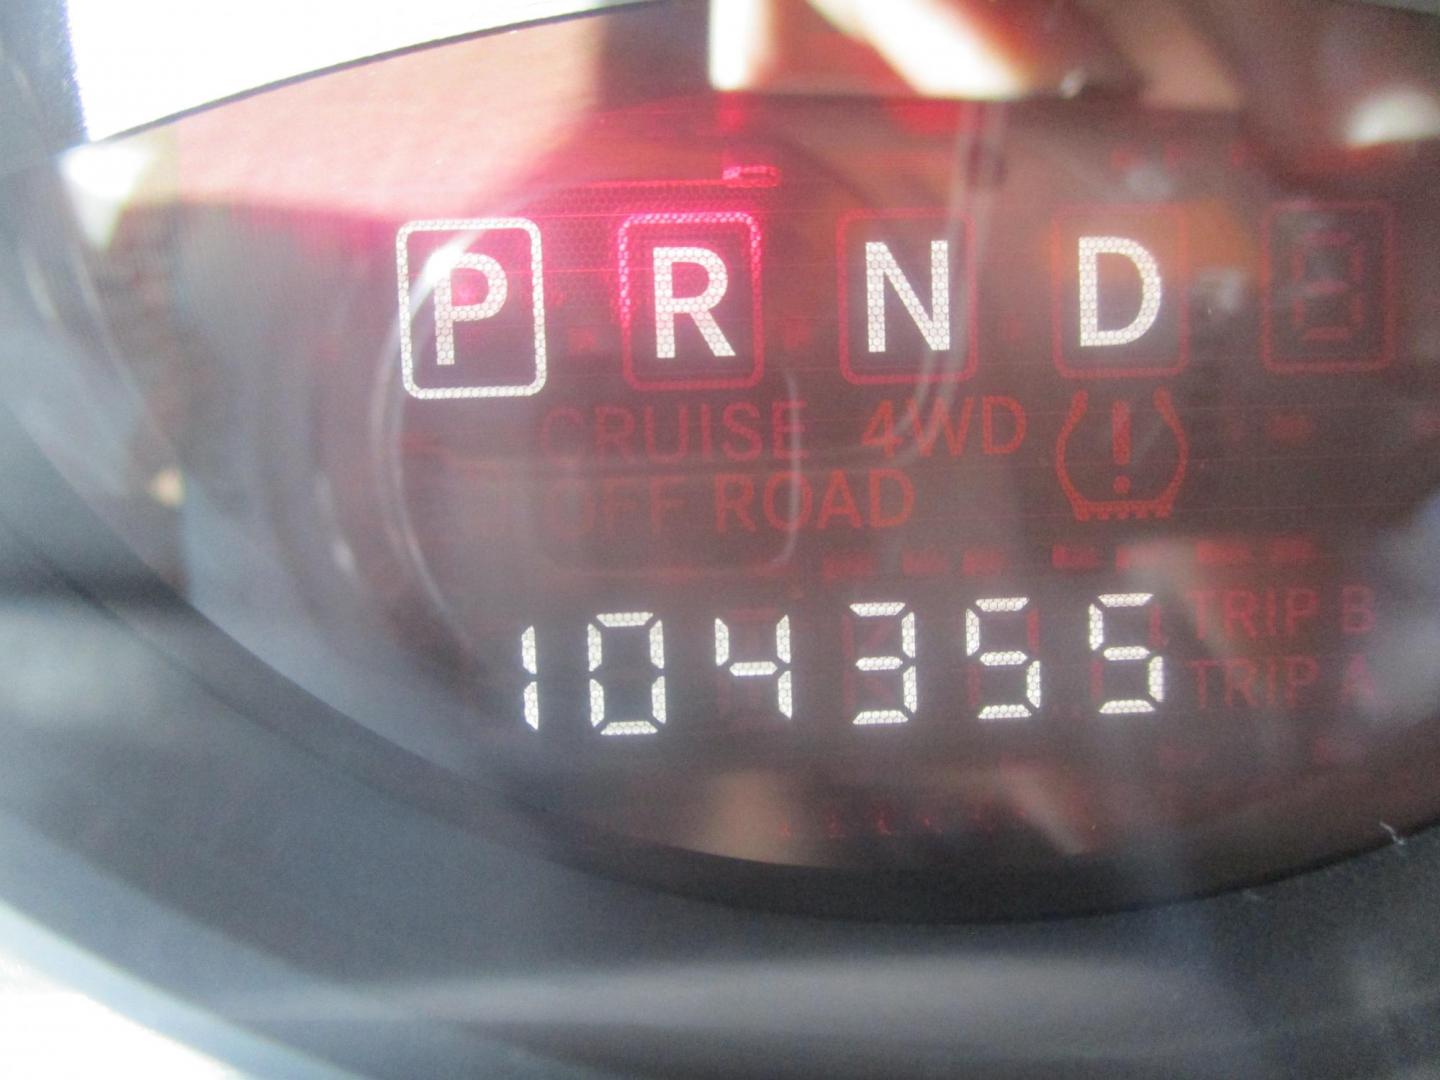 P R N D
CRUISE 4WD
OFF ROAD
TRIP B
104355
TRIP A